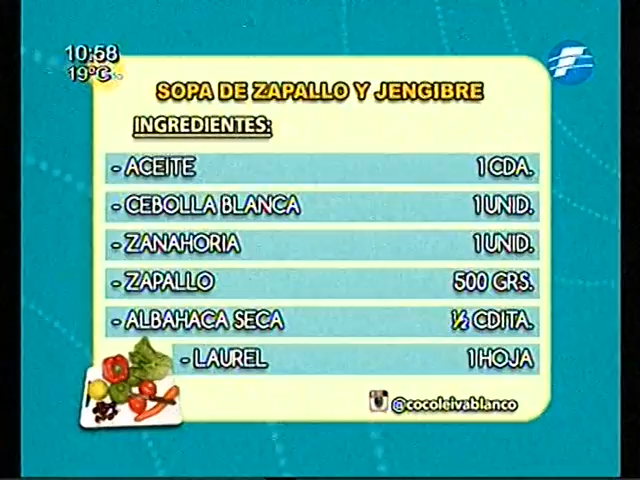 10:58
19°C
SOPA DE ZAPALLO Y JENGIBRE
INGREDIENTES:
- ACEITE 1 CDA.
- CEBOLLA BLANCA 1 UNID.
- ZANAHORIA 1 UNID.
- ZAPALLO 500 GRS.
- ALBAHACA SECA ½ CDITA.
- LAUREL 1 HOJA
@cocoleivablanco